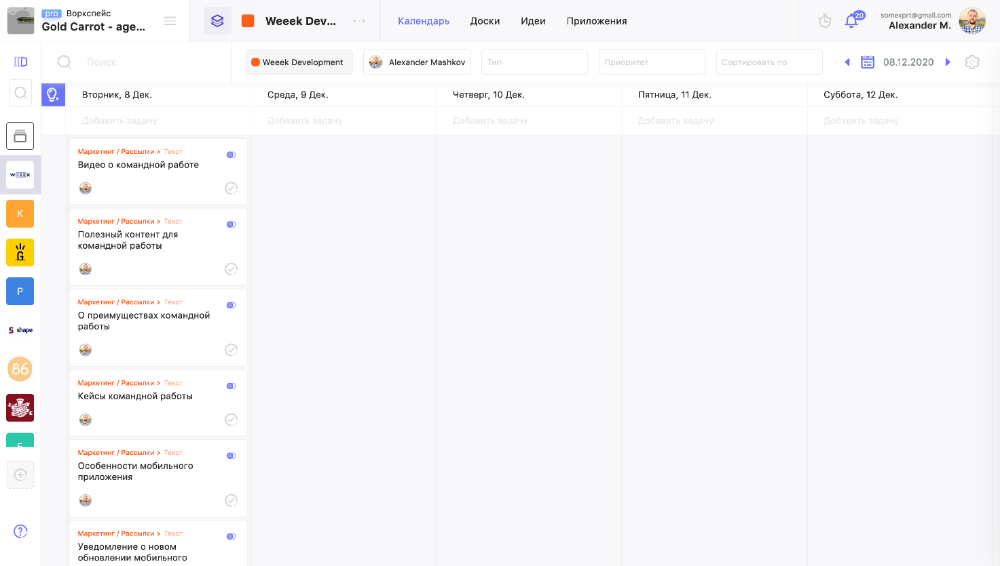 pro Воркспейс
Gold Carrot - age...
Weeek Dev...
Календарь
Доски
Идеи
Приложения
20
somexprt@gmail.com
Alexander M.
Поиск
Weeek Development
Alexander Mashkov
Тип
Приоритет
Сортировать по
08.12.2020
Вторник, 8 Дек.
Среда, 9 Дек.
Четверг, 10 Дек.
Пятница, 11 Дек.
Суббота, 12 Дек.
Добавить задачу
Добавить задачу
Добавить задачу
Добавить задачу
Добавить задачу
WEEEK
K
G
P
S shape
86
Б
?
Маркетинг / Рассылки > Текст
Видео о командной работе
Маркетинг / Рассылки > Текст
Полезный контент для
командной работы
Маркетинг / Рассылки > Текст
О преимуществах командной
работы
Маркетинг / Рассылки > Текст
Кейсы командной работы
Маркетинг / Рассылки > Текст
Особенности мобильного
приложения
Маркетинг / Рассылки > Текст
Уведомление о новом
обновлении мобильного